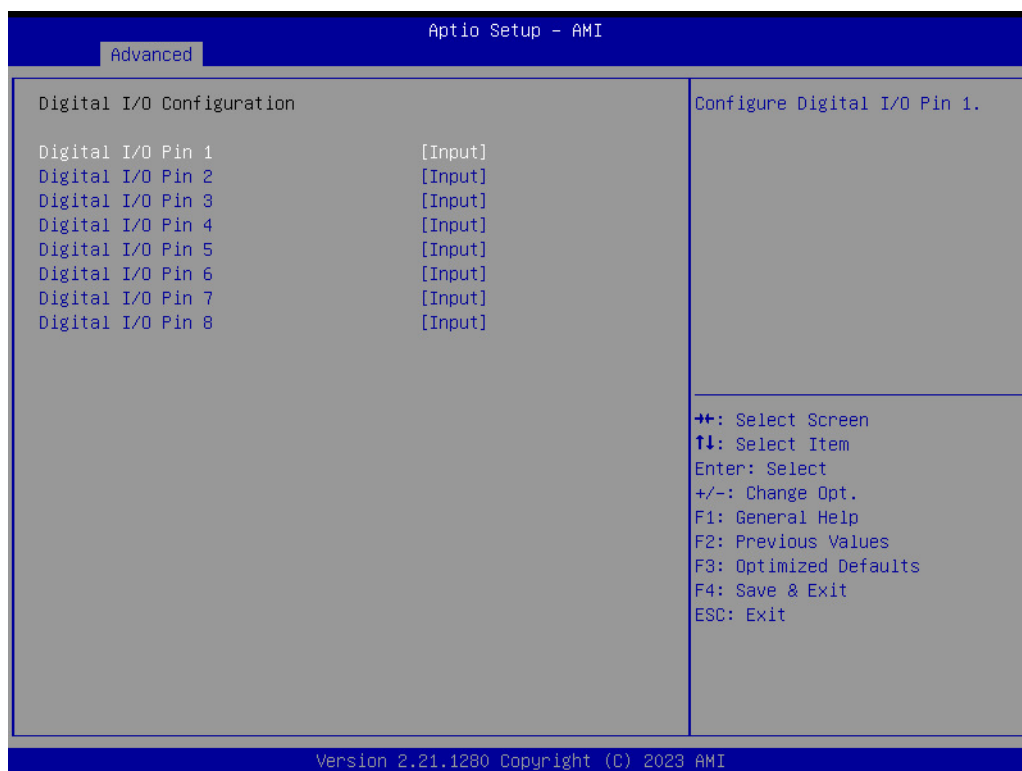 Aptio Setup - AMI
Advanced
Digital I/O Configuration
Digital I/O Pin 1 [Input]
Digital I/O Pin 2 [Input]
Digital I/O Pin 3 [Input]
Digital I/O Pin 4 [Input]
Digital I/O Pin 5 [Input]
Digital I/O Pin 6 [Input]
Digital I/O Pin 7 [Input]
Digital I/O Pin 8 [Input]
Configure Digital I/O Pin 1.
→←: Select Screen
↑↓: Select Item
Enter: Select
+/-: Change Opt.
F1: General Help
F2: Previous Values
F3: Optimized Defaults
F4: Save & Exit
ESC: Exit
Version 2.21.1280 Copyright (C) 2023 AMI